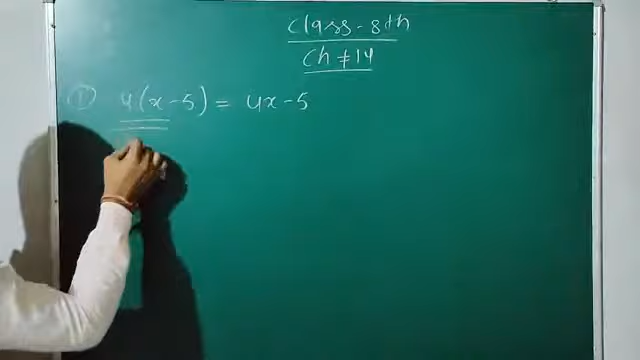 Class-8th
Ch≠14
① 4(x-5) = 4x-5